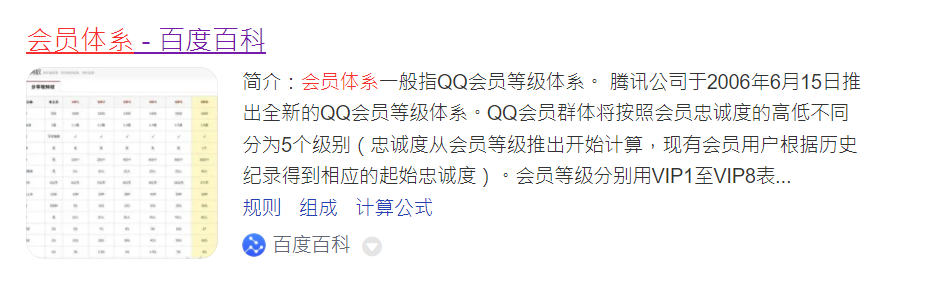 会员体系 - 百度百科
简介：会员体系一般指QQ会员等级体系。 腾讯公司于2006年6月15日推
出全新的QQ会员等级体系。QQ会员群体将按照会员忠诚度的高低不同
分为5个级别（忠诚度从会员等级推出开始计算，现有会员用户根据历史
纪录得到相应的起始忠诚度）。会员等级分别用VIP1至VIP8表...
规则 组成 计算公式
百度百科